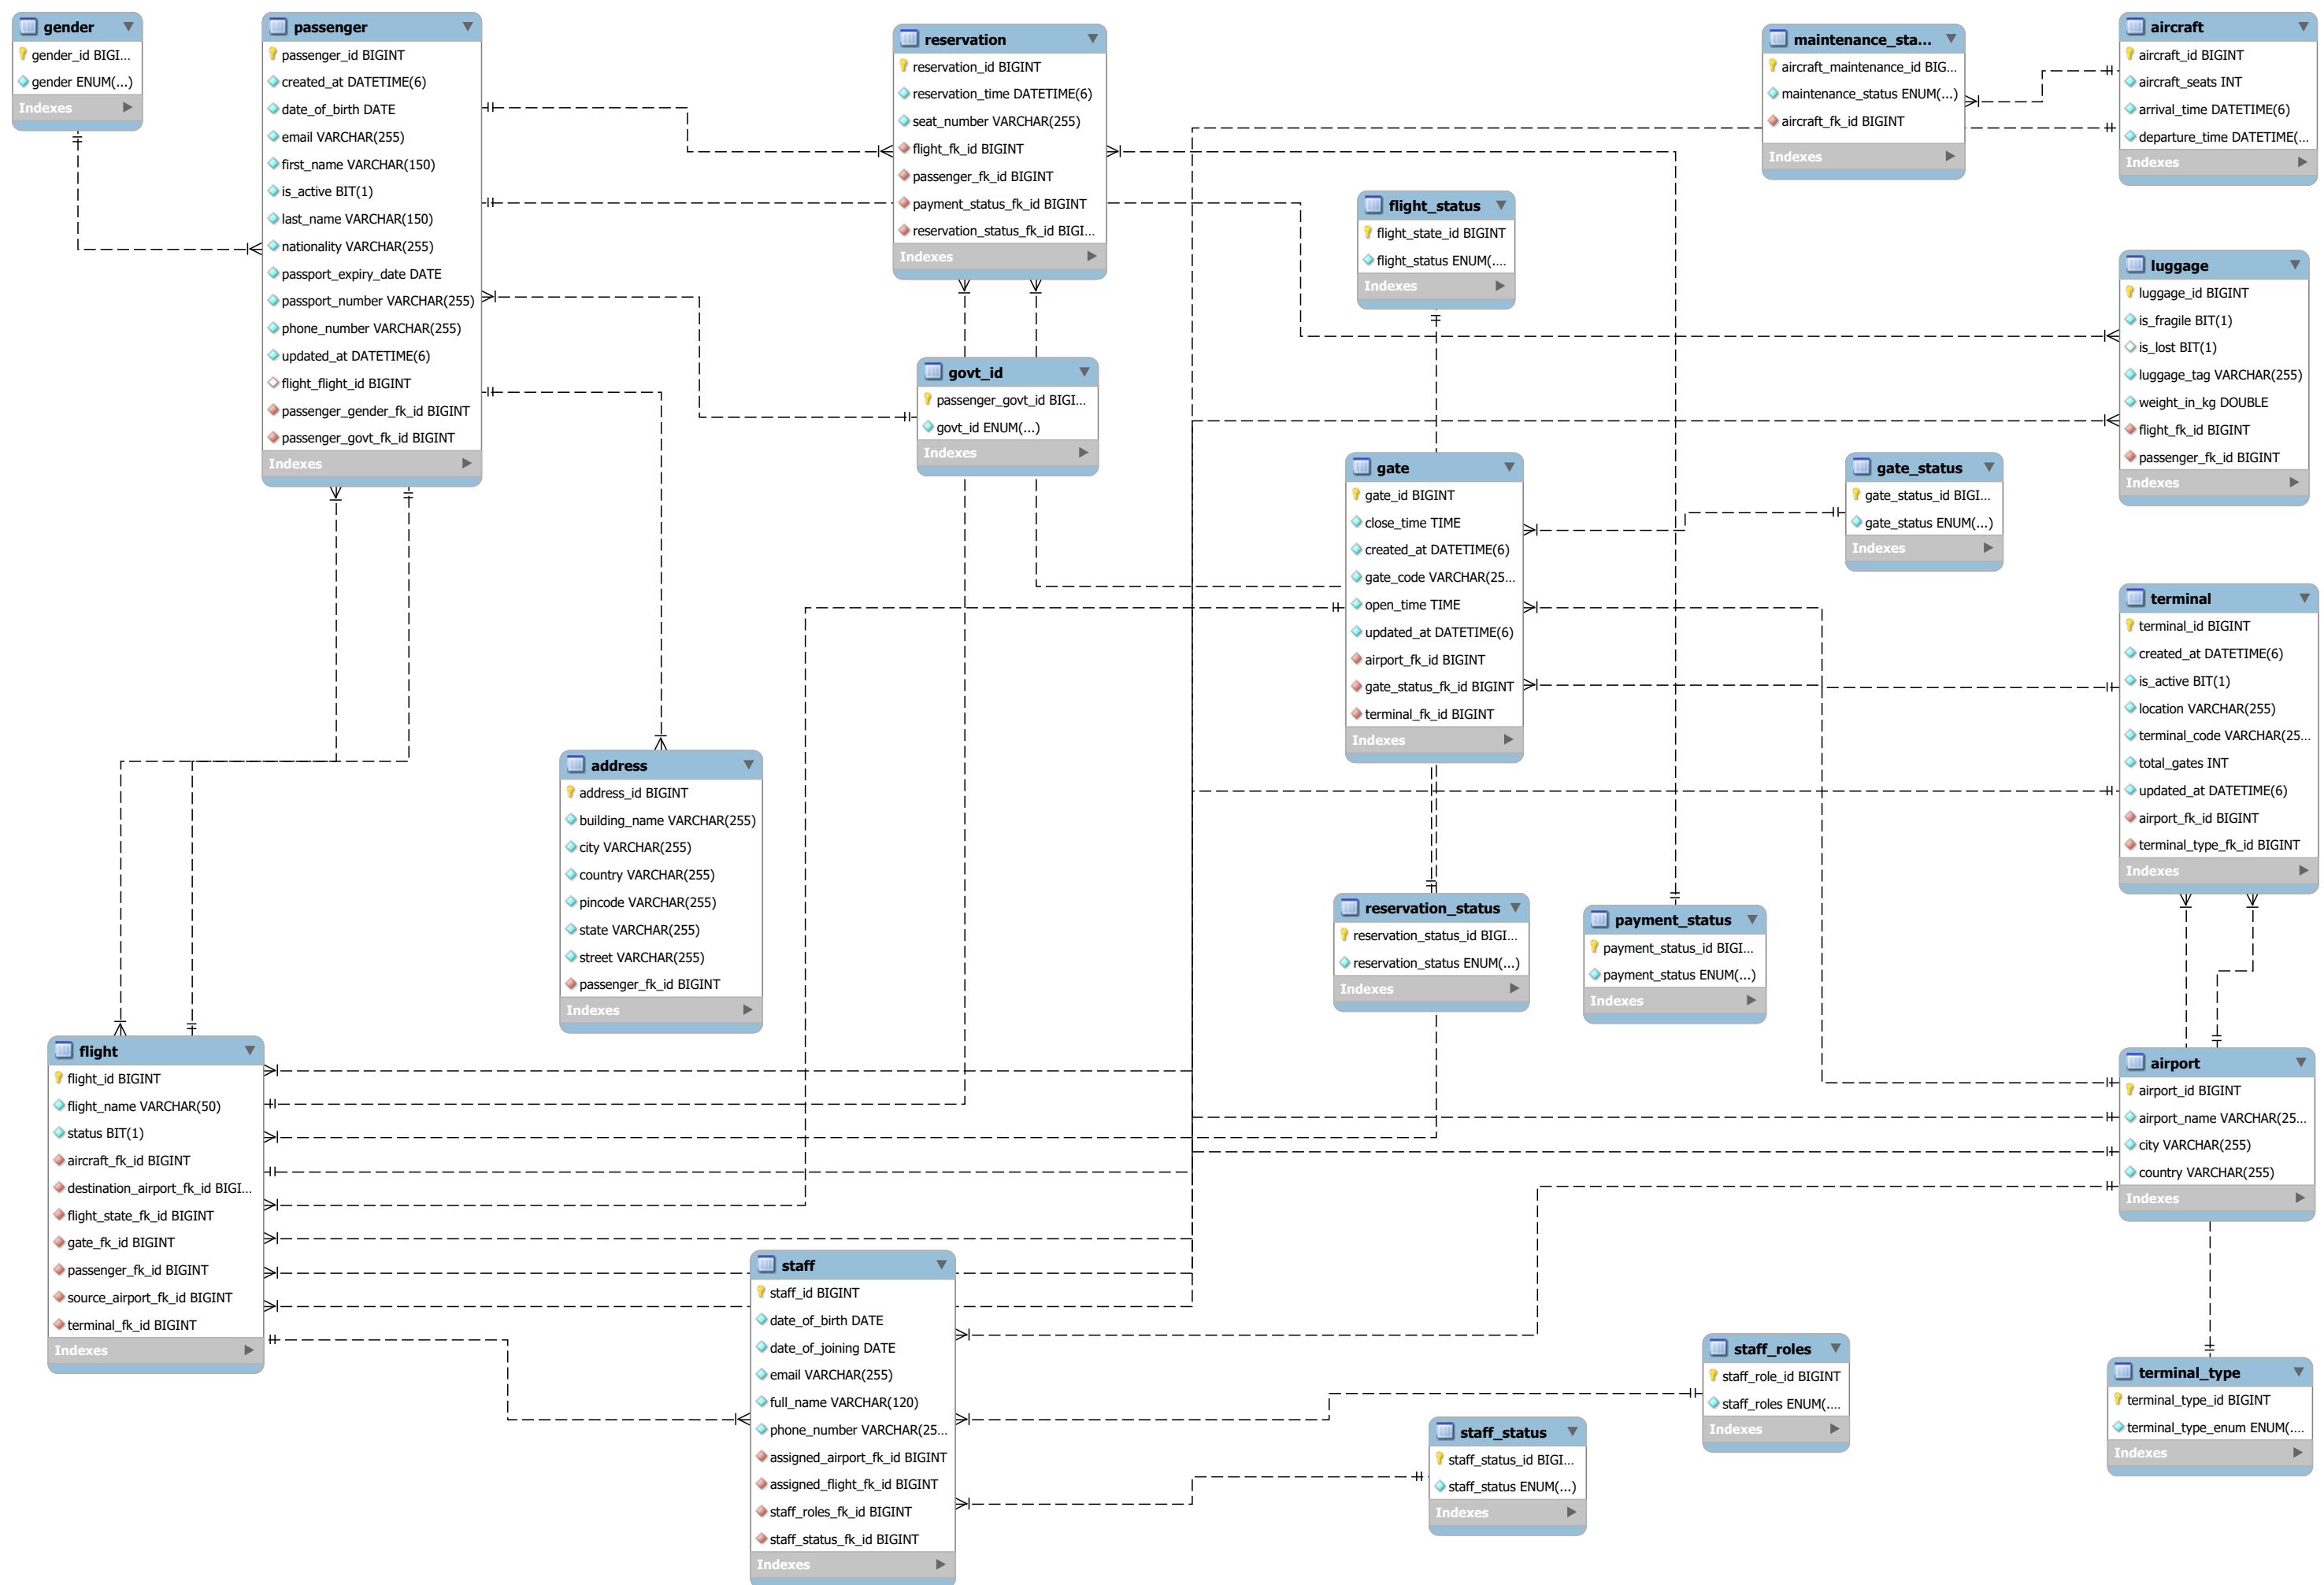 gender
gender_id BIGI...
gender ENUM(...)
Indexes
passenger
passenger_id BIGINT
created_at DATETIME(6)
date_of_birth DATE
email VARCHAR(255)
first_name VARCHAR(150)
is_active BIT(1)
last_name VARCHAR(150)
nationality VARCHAR(255)
passport_expiry_date DATE
passport_number VARCHAR(255)
phone_number VARCHAR(255)
updated_at DATETIME(6)
flight_flight_id BIGINT
passenger_gender_fk_id BIGINT
passenger_govt_fk_id BIGINT
Indexes
reservation
reservation_id BIGINT
reservation_time DATETIME(6)
seat_number VARCHAR(255)
flight_fk_id BIGINT
passenger_fk_id BIGINT
payment_status_fk_id BIGINT
reservation_status_fk_id BIGI...
Indexes
maintenance_sta...
aircraft_maintenance_id BIG...
maintenance_status ENUM(...)
aircraft_fk_id BIGINT
Indexes
aircraft
aircraft_id BIGINT
aircraft_seats INT
arrival_time DATETIME(6)
departure_time DATETIME(...
Indexes
flight_status
flight_state_id BIGINT
flight_status ENUM(....
Indexes
luggage
luggage_id BIGINT
is_fragile BIT(1)
is_lost BIT(1)
luggage_tag VARCHAR(255)
weight_in_kg DOUBLE
flight_fk_id BIGINT
passenger_fk_id BIGINT
Indexes
govt_id
passenger_govt_id BIGI...
govt_id ENUM(...)
Indexes
gate
gate_id BIGINT
close_time TIME
created_at DATETIME(6)
gate_code VARCHAR(25...
open_time TIME
updated_at DATETIME(6)
airport_fk_id BIGINT
gate_status_fk_id BIGINT
terminal_fk_id BIGINT
Indexes
gate_status
gate_status_id BIGI...
gate_status ENUM(...)
Indexes
terminal
terminal_id BIGINT
created_at DATETIME(6)
is_active BIT(1)
location VARCHAR(255)
terminal_code VARCHAR(25...
total_gates INT
updated_at DATETIME(6)
airport_fk_id BIGINT
terminal_type_fk_id BIGINT
Indexes
address
address_id BIGINT
building_name VARCHAR(255)
city VARCHAR(255)
country VARCHAR(255)
pincode VARCHAR(255)
state VARCHAR(255)
street VARCHAR(255)
passenger_fk_id BIGINT
Indexes
reservation_status
reservation_status_id BIGI...
reservation_status ENUM(...)
Indexes
payment_status
payment_status_id BIGI...
payment_status ENUM(...)
Indexes
flight
flight_id BIGINT
flight_name VARCHAR(50)
status BIT(1)
aircraft_fk_id BIGINT
destination_airport_fk_id BIGI...
flight_state_fk_id BIGINT
gate_fk_id BIGINT
passenger_fk_id BIGINT
source_airport_fk_id BIGINT
terminal_fk_id BIGINT
Indexes
airport
airport_id BIGINT
airport_name VARCHAR(25...
city VARCHAR(255)
country VARCHAR(255)
Indexes
staff
staff_id BIGINT
date_of_birth DATE
date_of_joining DATE
email VARCHAR(255)
full_name VARCHAR(120)
phone_number VARCHAR(25...
assigned_airport_fk_id BIGINT
assigned_flight_fk_id BIGINT
staff_roles_fk_id BIGINT
staff_status_fk_id BIGINT
Indexes
staff_roles
staff_role_id BIGINT
staff_roles ENUM(....
Indexes
staff_status
staff_status_id BIGI...
staff_status ENUM(...)
Indexes
terminal_type
terminal_type_id BIGINT
terminal_type_enum ENUM(....
Indexes